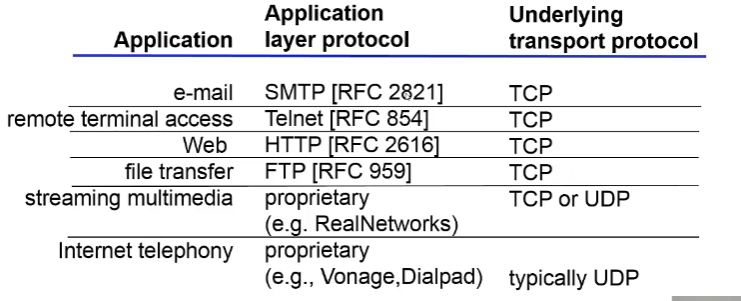 Application Application layer protocol Underlying transport protocol
e-mail SMTP [RFC 2821] TCP
remote terminal access Telnet [RFC 854] TCP
Web HTTP [RFC 2616] TCP
file transfer FTP [RFC 959] TCP
streaming multimedia proprietary TCP or UDP
(e.g. RealNetworks)
Internet telephony proprietary
(e.g., Vonage,Dialpad) typically UDP